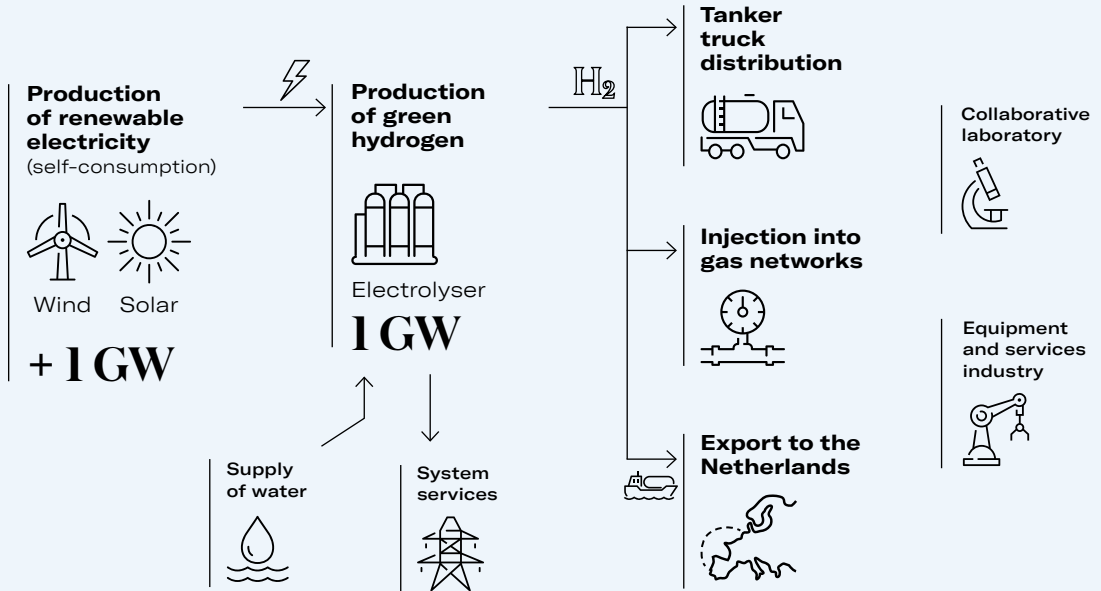 Production
of renewable
electricity
(self-consumption)
Wind
Solar
+ 1 GW
Production
of green
hydrogen
Electrolyser
1 GW
Supply
of water
System
services
H₂
Tanker
truck
distribution
Injection into
gas networks
Export to the
Netherlands
Collaborative
laboratory
Equipment
and services
industry